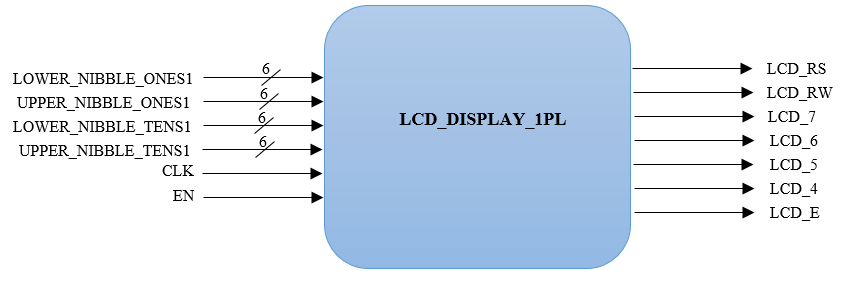 LOWER_NIBBLE_ONES1 6
UPPER_NIBBLE_ONES1 6
LOWER_NIBBLE_TENS1 6
UPPER_NIBBLE_TENS1 6
CLK
EN
LCD_DISPLAY_1PL
LCD_RS
LCD_RW
LCD_7
LCD_6
LCD_5
LCD_4
LCD_E